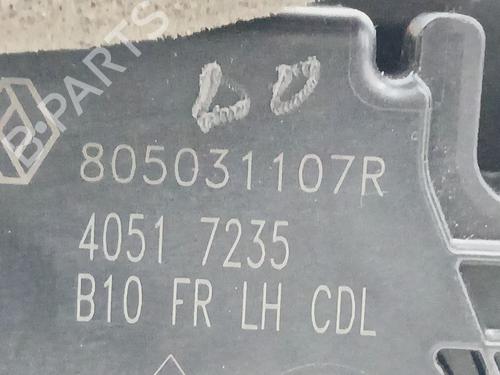 B-PARTS
LD
805031107R
4051 7235
B10 FR LH CDL